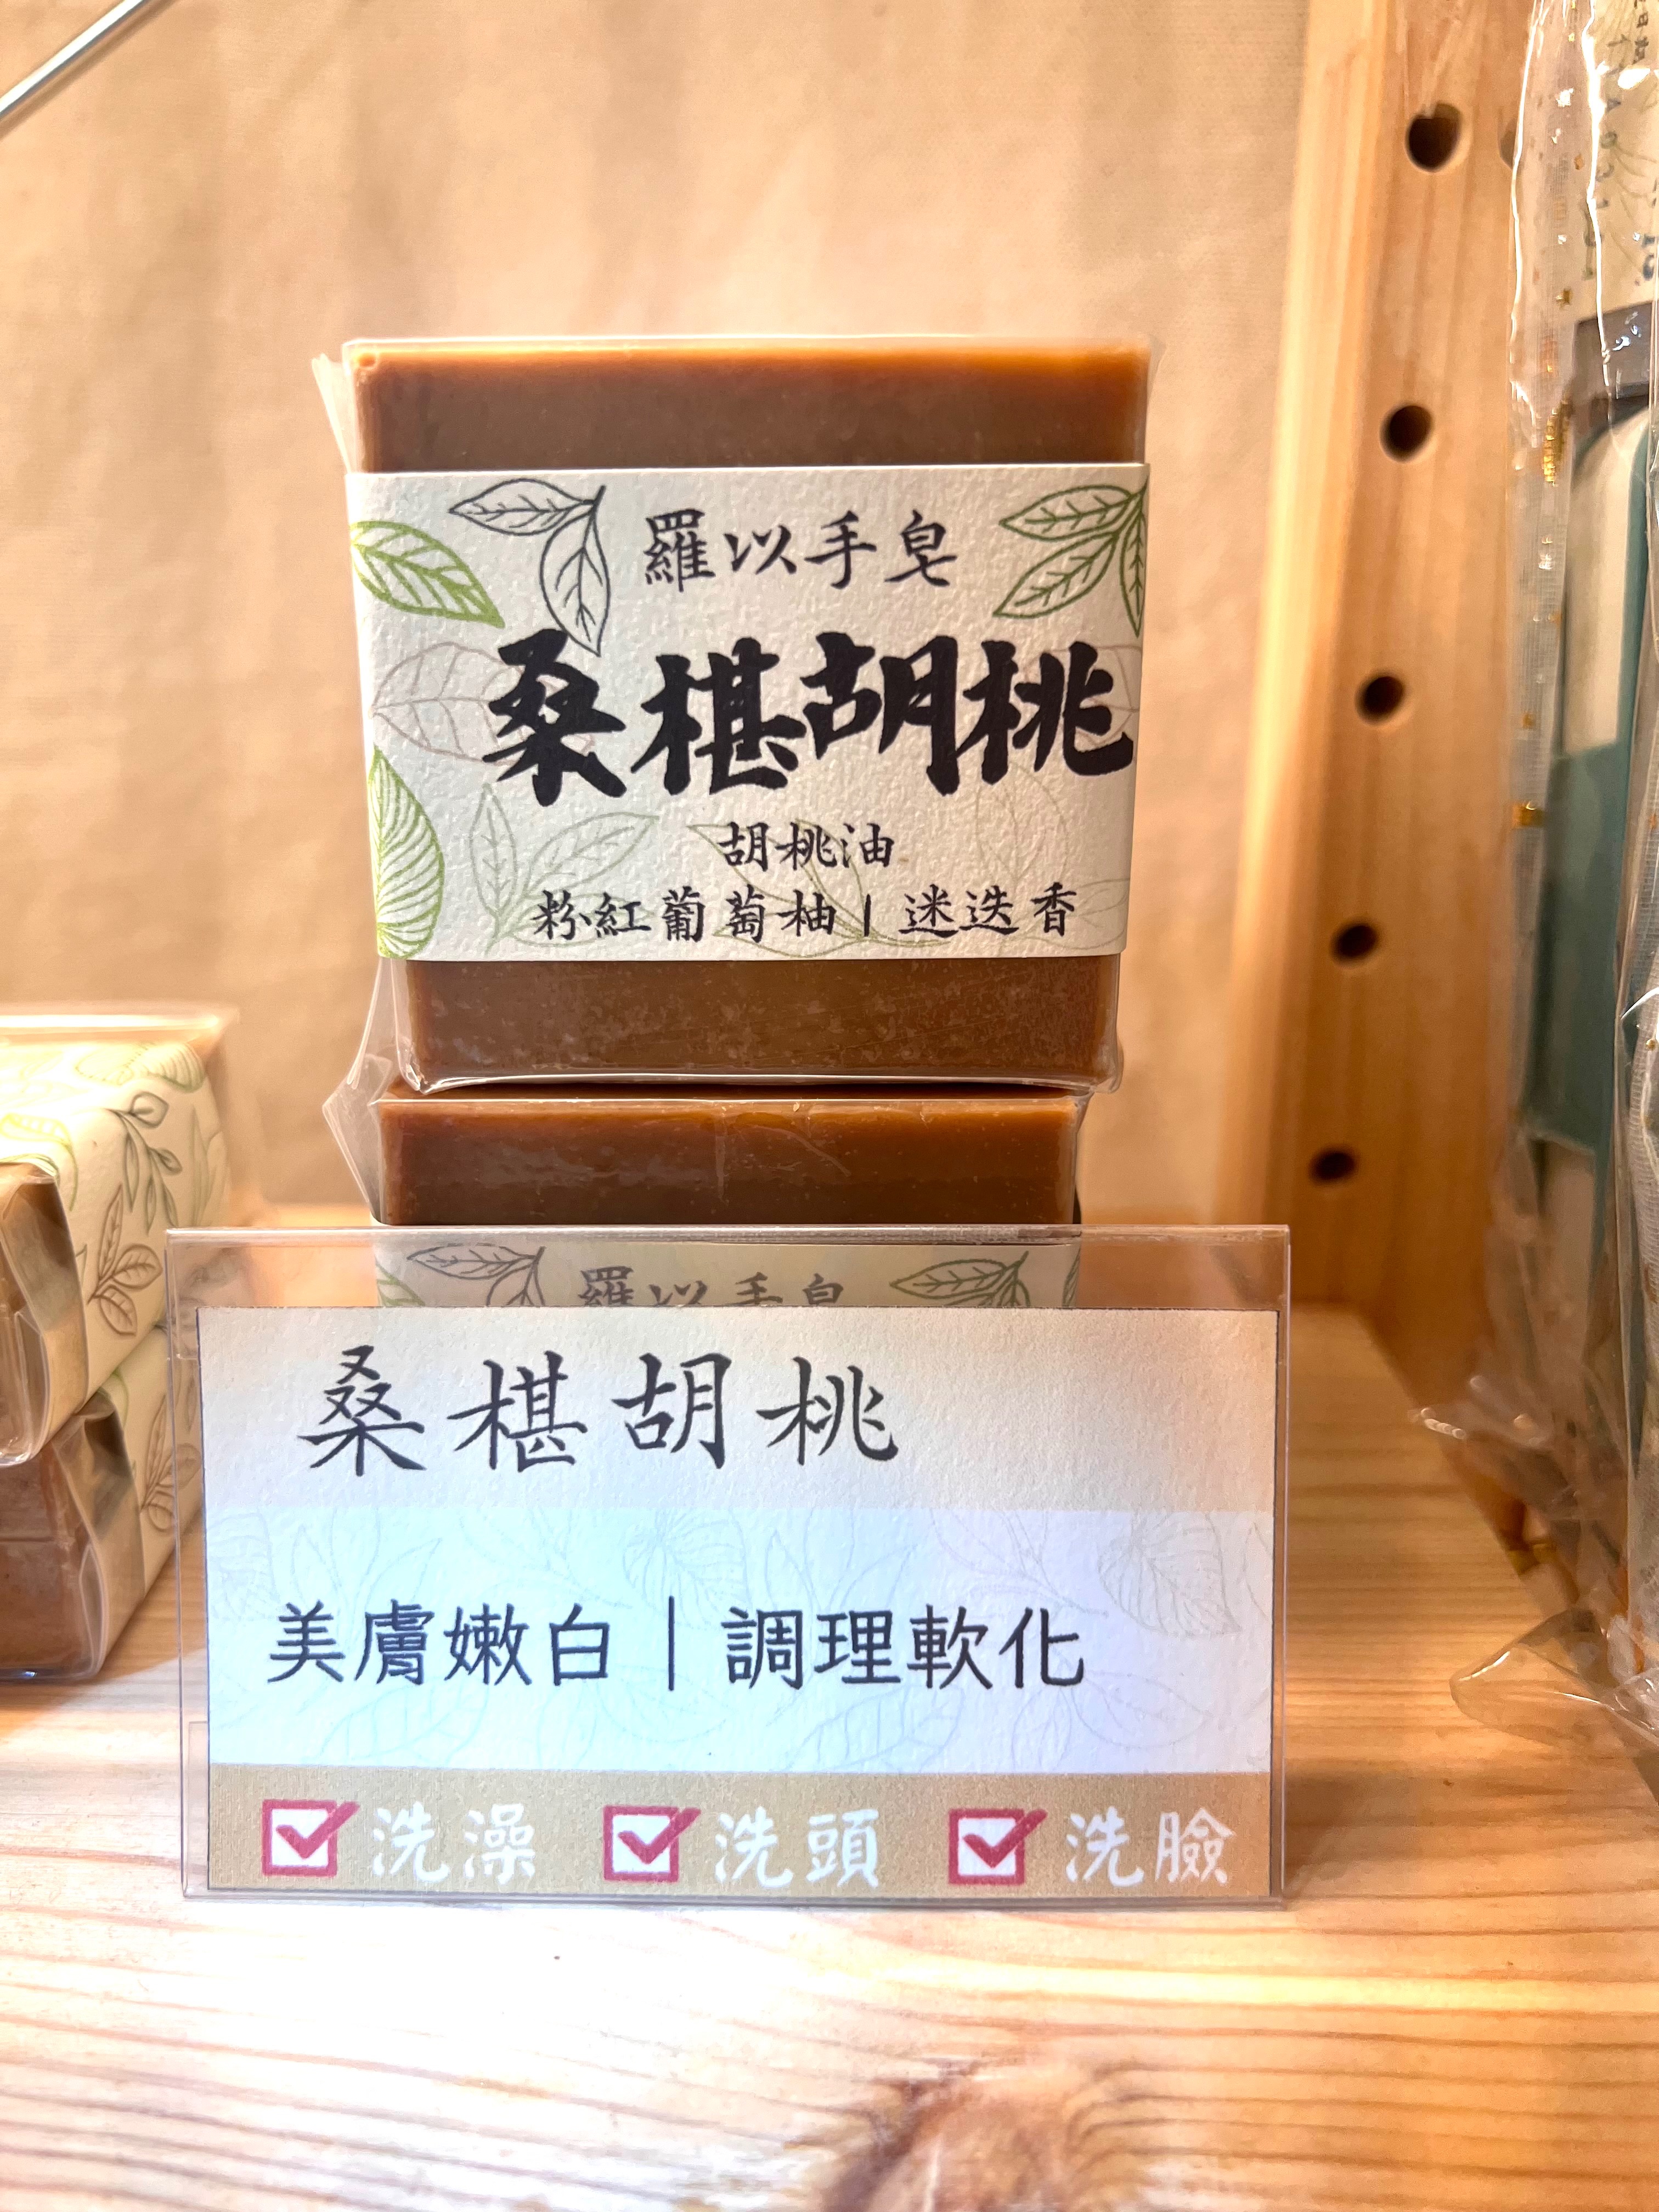 羅以手皂
桑椹胡桃
胡桃油
粉紅葡萄柚 | 迷迭香
羅以手皂
桑椹胡桃
美膚嫩白｜調理軟化
洗澡 洗頭 洗臉